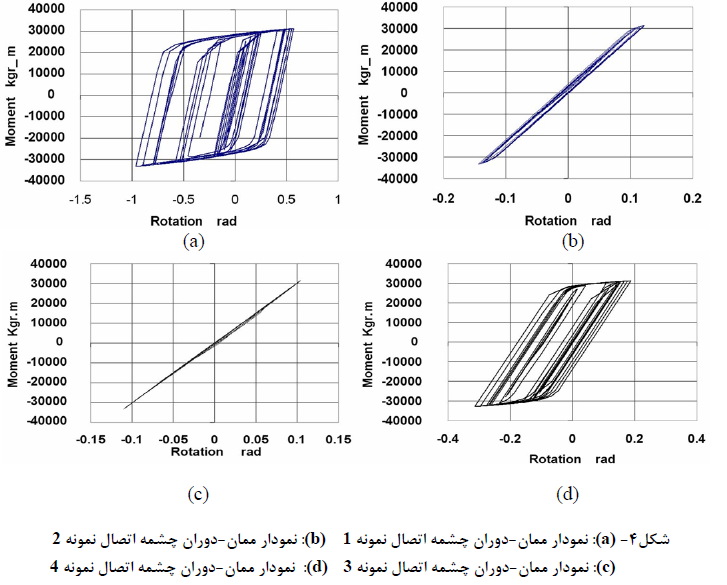 Moment kgr_m
40000
30000
20000
10000
0
-10000
-20000
-30000
-40000
-1.5 -1 -0.5 0 0.5 1
Rotation rad
(a)
Moment kgr_m
40000
30000
20000
10000
0
-10000
-20000
-30000
-40000
-0.2 -0.1 0 0.1 0.2
Rotation rad
(b)
Moment Kgr.m
40000
30000
20000
10000
0
-10000
-20000
-30000
-40000
-0.15 -0.1 -0.05 0 0.05 0.1 0.15
Rotation rad
(c)
Moment Kgr.m
40000
30000
20000
10000
0
-10000
-20000
-30000
-40000
-0.4 -0.2 0 0.2 0.4
Rotation rad
(d)
شکل۴- (a): نمودار ممان-دوران چشمه اتصال نمونه 1 (b): نمودار ممان-دوران چشمه اتصال نمونه 2
(c): نمودار ممان-دوران چشمه اتصال نمونه 3 (d): نمودار ممان-دوران چشمه اتصال نمونه 4